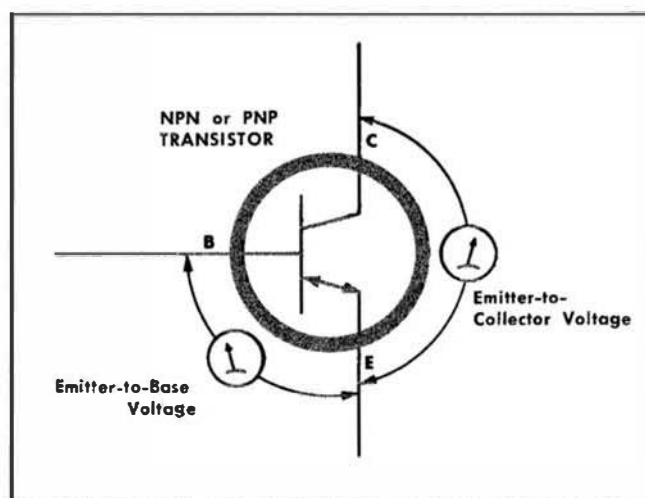 NPN or PNP
TRANSISTOR
C
B
Emitter-to-
Collector Voltage
E
Emitter-to-Base
Voltage